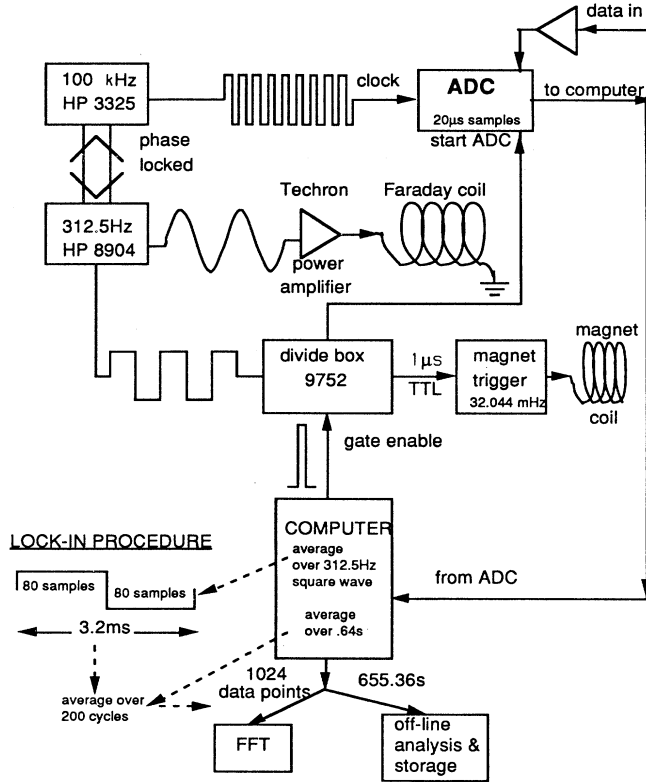 data in
100 kHz
HP 3325
clock
ADC
20µs samples
to computer
start ADC
phase
locked
312.5Hz
HP 8904
Techron
power
amplifier
Faraday coil
divide box
9752
1µs
TTL
magnet
trigger
32.044 mHz
magnet
coil
gate enable
COMPUTER
average
over 312.5Hz
square wave
average
over .64s
from ADC
LOCK-IN PROCEDURE
80 samples
80 samples
3.2ms
average over
200 cycles
1024
data points
655.36s
FFT
off-line
analysis &
storage